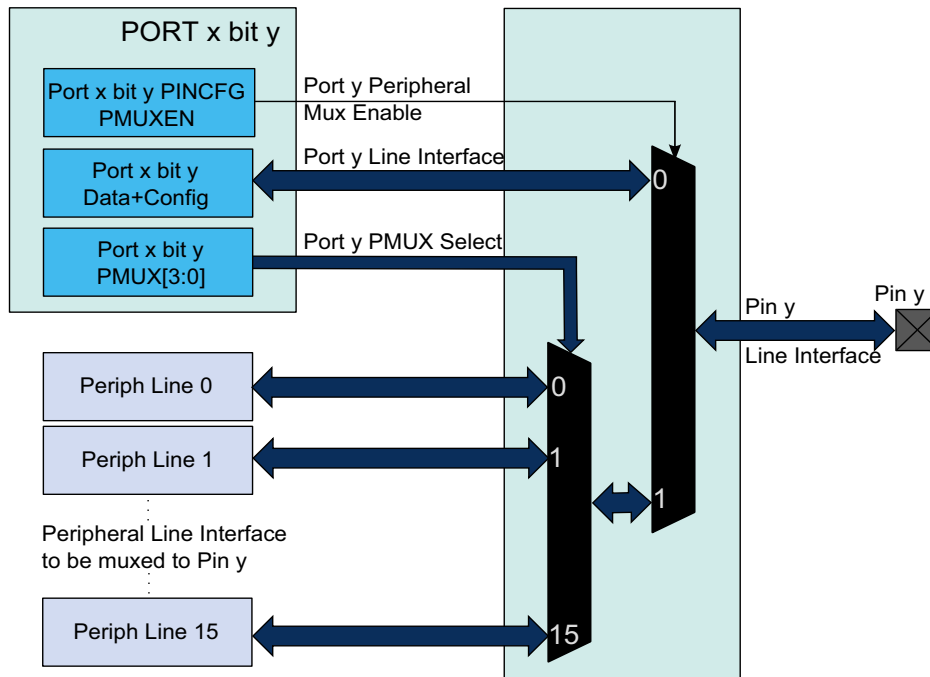 PORT x bit y
Port x bit y PINCFG
PMUXEN
Port y Peripheral
Mux Enable
Port x bit y
Data+Config
Port y Line Interface
0
Port x bit y
PMUX[3:0]
Port y PMUX Select
Pin y
Line Interface
Pin y
Periph Line 0
0
Periph Line 1
1
1
Peripheral Line Interface
to be muxed to Pin y
Periph Line 15
15